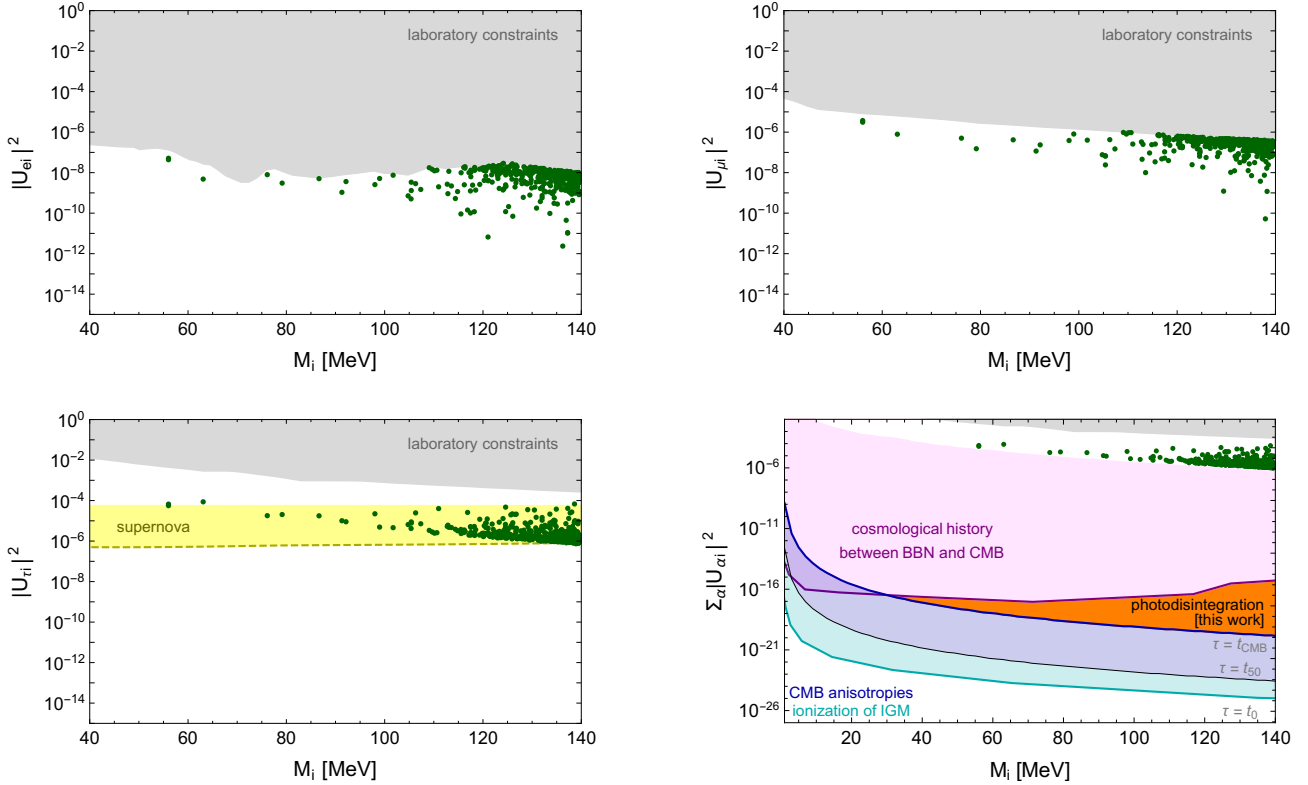 laboratory constraints
10^0
10^-2
10^-4
10^-6
10^-8
10^-10
10^-12
10^-14
|U_ei|^2
40 60 80 100 120 140
M_i [MeV]
laboratory constraints
10^0
10^-2
10^-4
10^-6
10^-8
10^-10
10^-12
10^-14
|U_μi|^2
40 60 80 100 120 140
M_i [MeV]
laboratory constraints
supernova
10^0
10^-2
10^-4
10^-6
10^-8
10^-10
10^-12
10^-14
|U_τi|^2
40 60 80 100 120 140
M_i [MeV]
10^-6
10^-11
10^-16
10^-21
10^-26
Σ_α|U_αi|^2
cosmological history
between BBN and CMB
photodisintegration
[this work]
τ = t_CMB
τ = t_50
CMB anisotropies
ionization of IGM
τ = t_0
20 40 60 80 100 120 140
M_i [MeV]